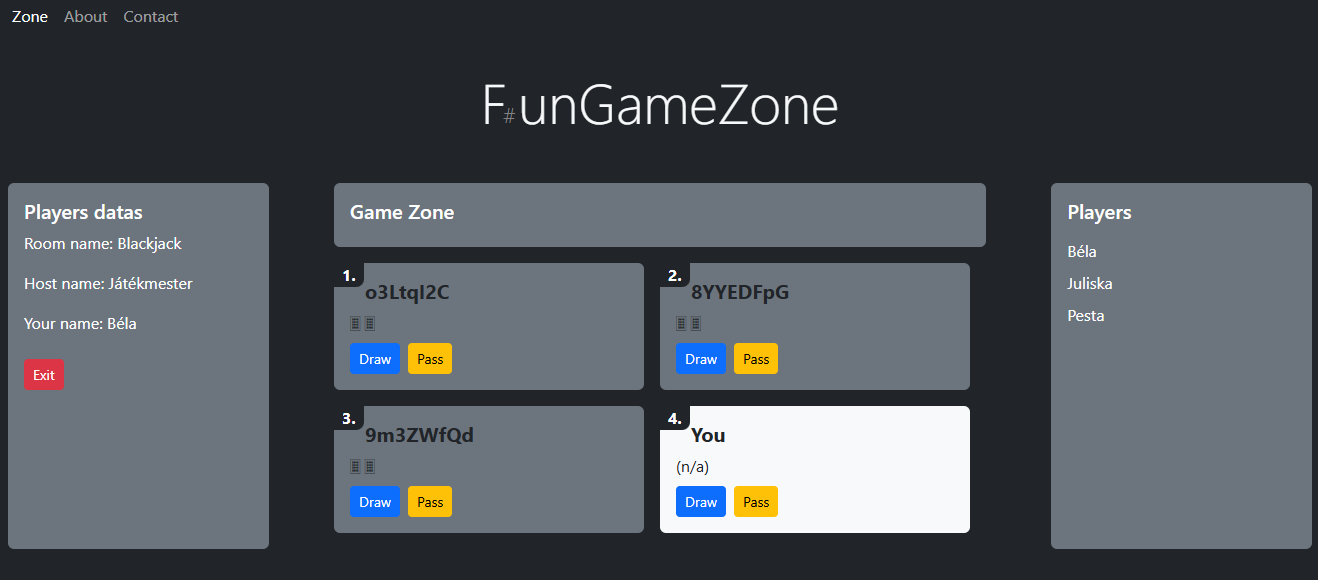 Zone About Contact
F#unGameZone
Players datas
Room name: Blackjack
Host name: Játékmester
Your name: Béla
Exit
Game Zone
1.
o3LtqI2C
🂠 🂠
Draw Pass
2.
8YYEDFpG
🂠 🂠
Draw Pass
3.
9m3ZWfQd
🂠 🂠
Draw Pass
4.
You
(n/a)
Draw Pass
Players
Béla
Juliska
Pesta